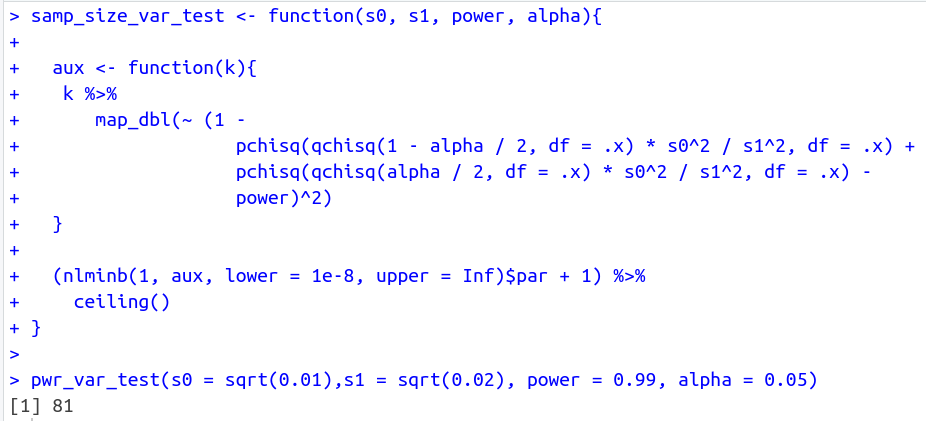 > samp_size_var_test <- function(s0, s1, power, alpha){
+
+   aux <- function(k){
+    k %>%
+       map_dbl(~ (1 -
+                    pchisq(qchisq(1 - alpha / 2, df = .x) * s0^2 / s1^2, df = .x) +
+                    pchisq(qchisq(alpha / 2, df = .x) * s0^2 / s1^2, df = .x) -
+                    power)^2)
+   }
+
+   (nlminb(1, aux, lower = 1e-8, upper = Inf)$par + 1) %>%
+     ceiling()
+ }
>
> pwr_var_test(s0 = sqrt(0.01),s1 = sqrt(0.02), power = 0.99, alpha = 0.05)
[1] 81